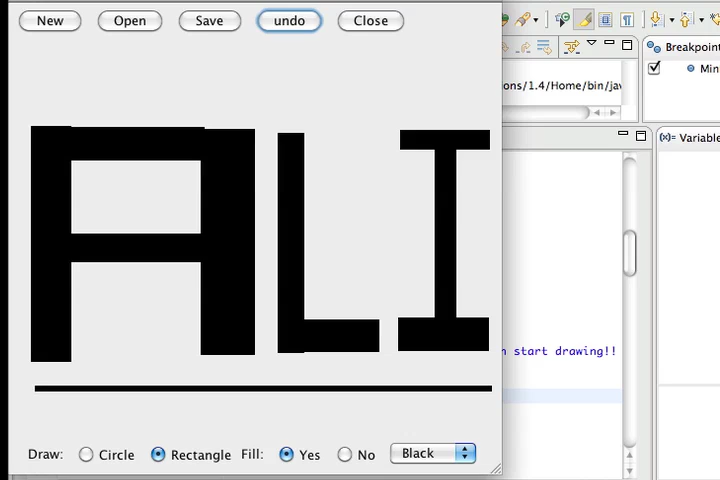 New Open Save undo Close
Breakpoint
Min
ons/1.4/Home/bin/jav
(x)= Variable
ALI
n start drawing!!
Draw: Circle Rectangle Fill: Yes No Black